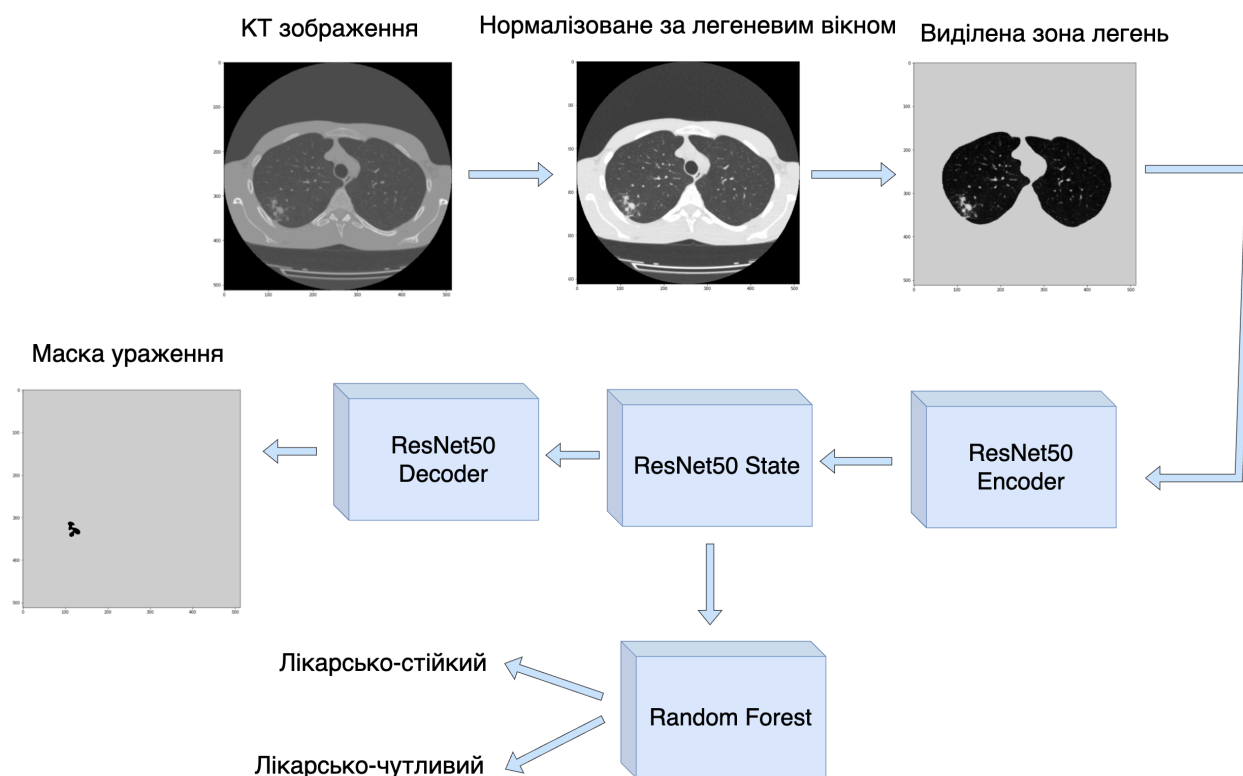 КТ зображення
Нормалізоване за легеневим вікном
Виділена зона легень
Маска ураження
ResNet50
Decoder
ResNet50 State
ResNet50
Encoder
Random Forest
Лікарсько-стійкий
Лікарсько-чутливий